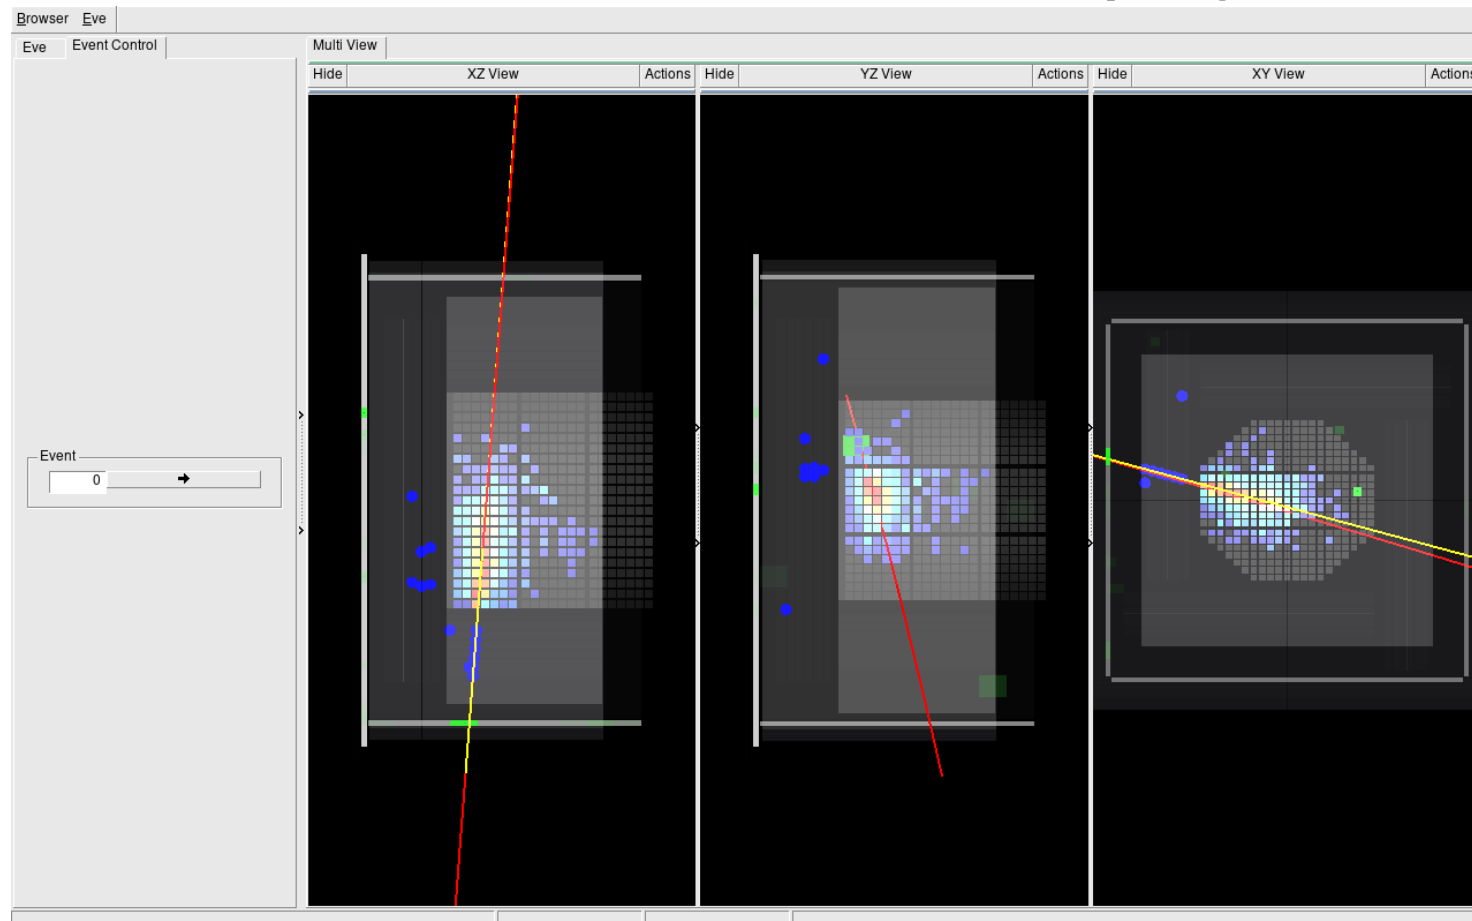 Browser Eve
Eve Event Control
Multi View
Hide XZ View Actions Hide YZ View Actions Hide XY View Actions
Event
0